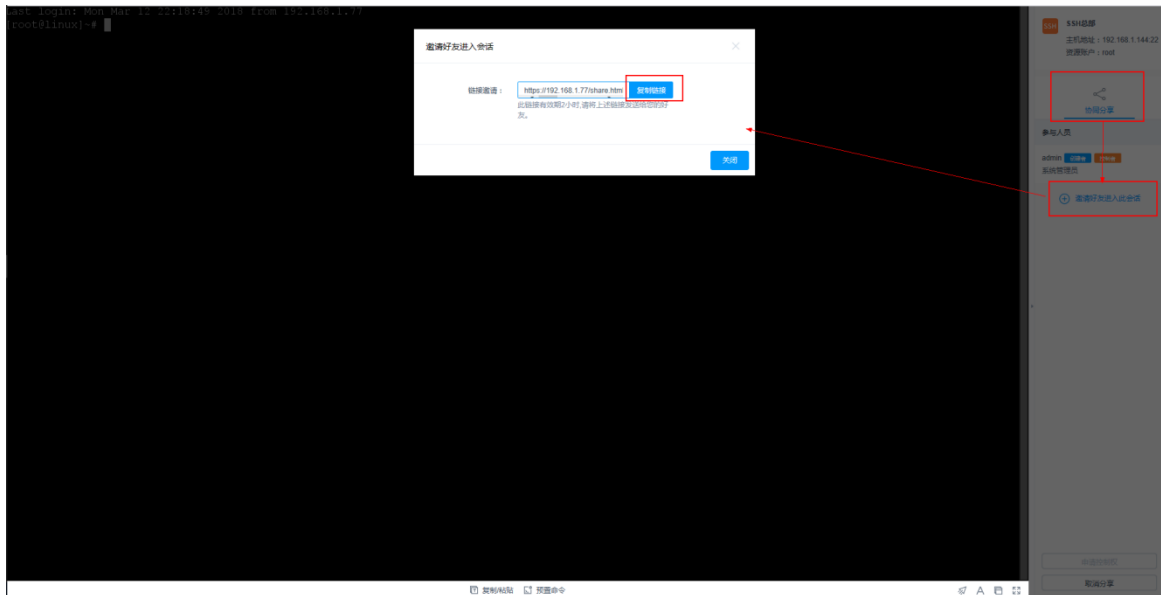 Last login: Mon Mar 12 22:18:49 2018 from 192.168.1.77
[root@linux]~#
邀请好友进入会话
链接邀请：
https://192.168.1.77/share.html
复制链接
此链接有效期2小时,请将上述链接发送给您的好
友。
关闭
SSH
SSH总部
主机地址：192.168.1.144:22
资源账户：root
协同分享
参与人员
admin
系统管理员
邀请好友进入此会话
取消分享
复制/粘贴
预置命令
A